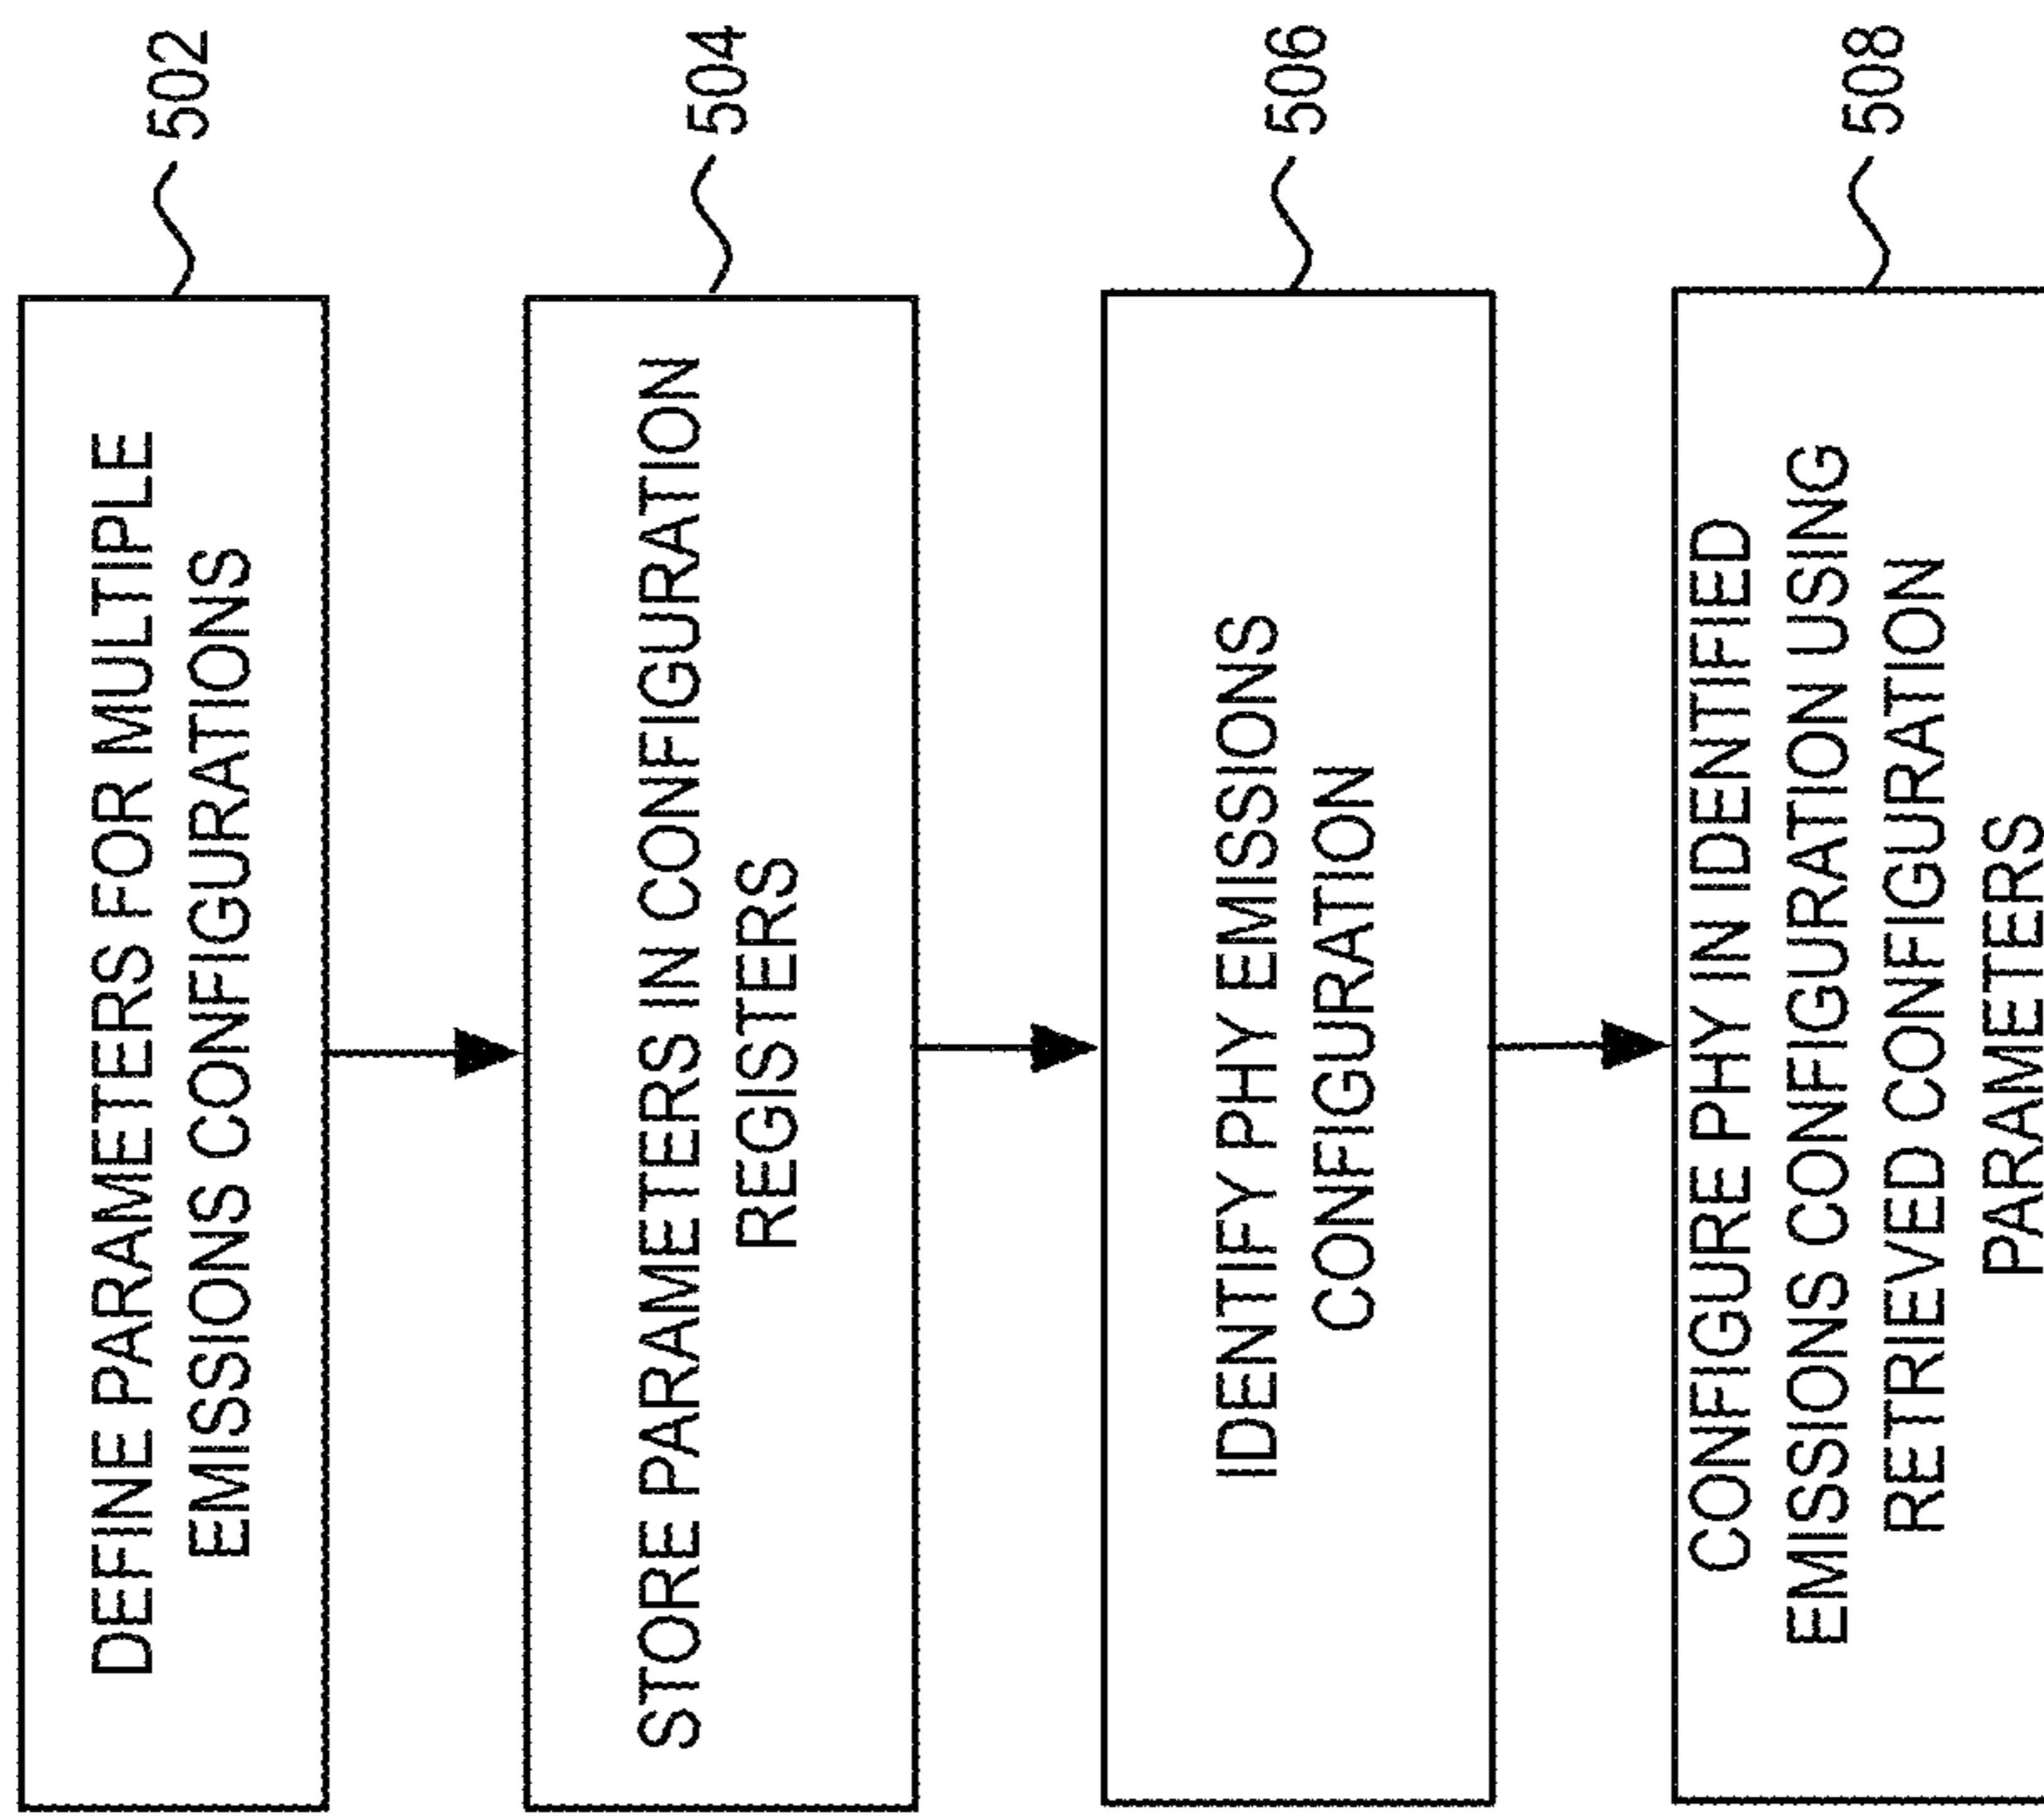 DEFINE PARAMETERS FOR MULTIPLE
EMISSIONS CONFIGURATIONS
502
STORE PARAMETERS IN CONFIGURATION
REGISTERS
504
IDENTIFY PHY EMISSIONS
CONFIGURATION
506
CONFIGURE PHY IN IDENTIFIED
EMISSIONS CONFIGURATION USING
RETRIEVED CONFIGURATION
PARAMETERS
508